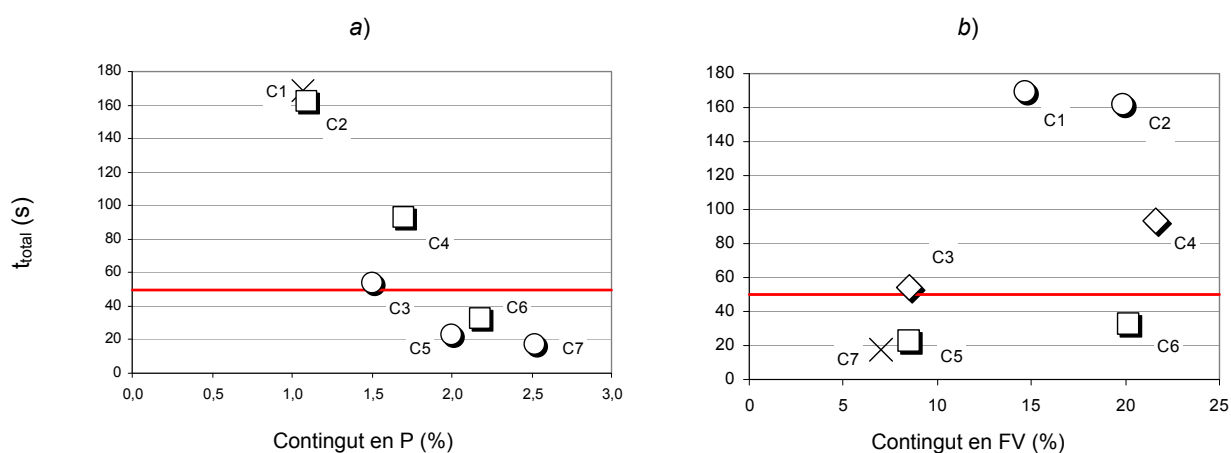 a)
b)
180
160
140
120
100
80
60
40
20
0
0,0 0,5 1,0 1,5 2,0 2,5 3,0
t total (s)
Contingut en P (%)
C1
C2
C4
C3
C6
C5
C7
180
160
140
120
100
80
60
40
20
0
0 5 10 15 20 25
Contingut en FV (%)
C1
C2
C4
C3
C7
C5
C6